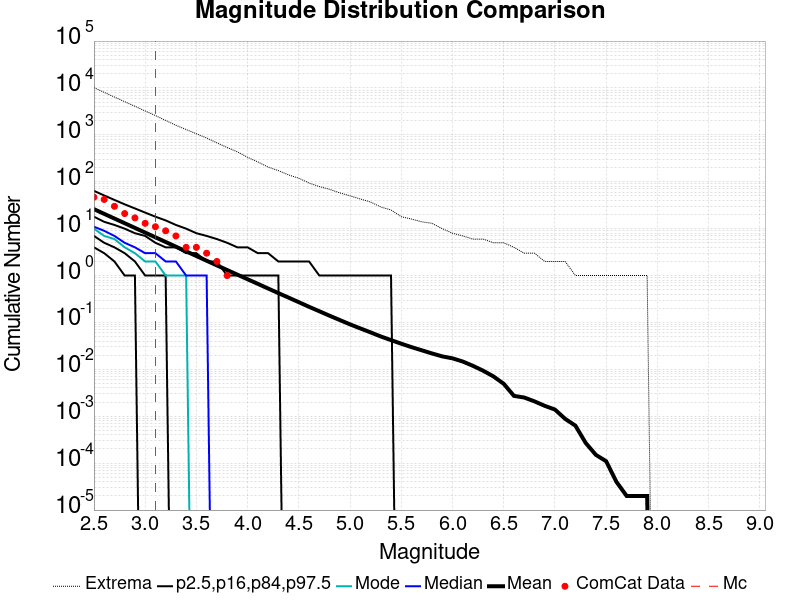 Magnitude Distribution Comparison
10^5
10^4
10^3
10^2
10^1
10^0
10^-1
10^-2
10^-3
10^-4
10^-5
Cumulative Number
2.5 3.0 3.5 4.0 4.5 5.0 5.5 6.0 6.5 7.0 7.5 8.0 8.5 9.0
Magnitude
Extrema p2.5,p16,p84,p97.5 Mode Median Mean ComCat Data Mc